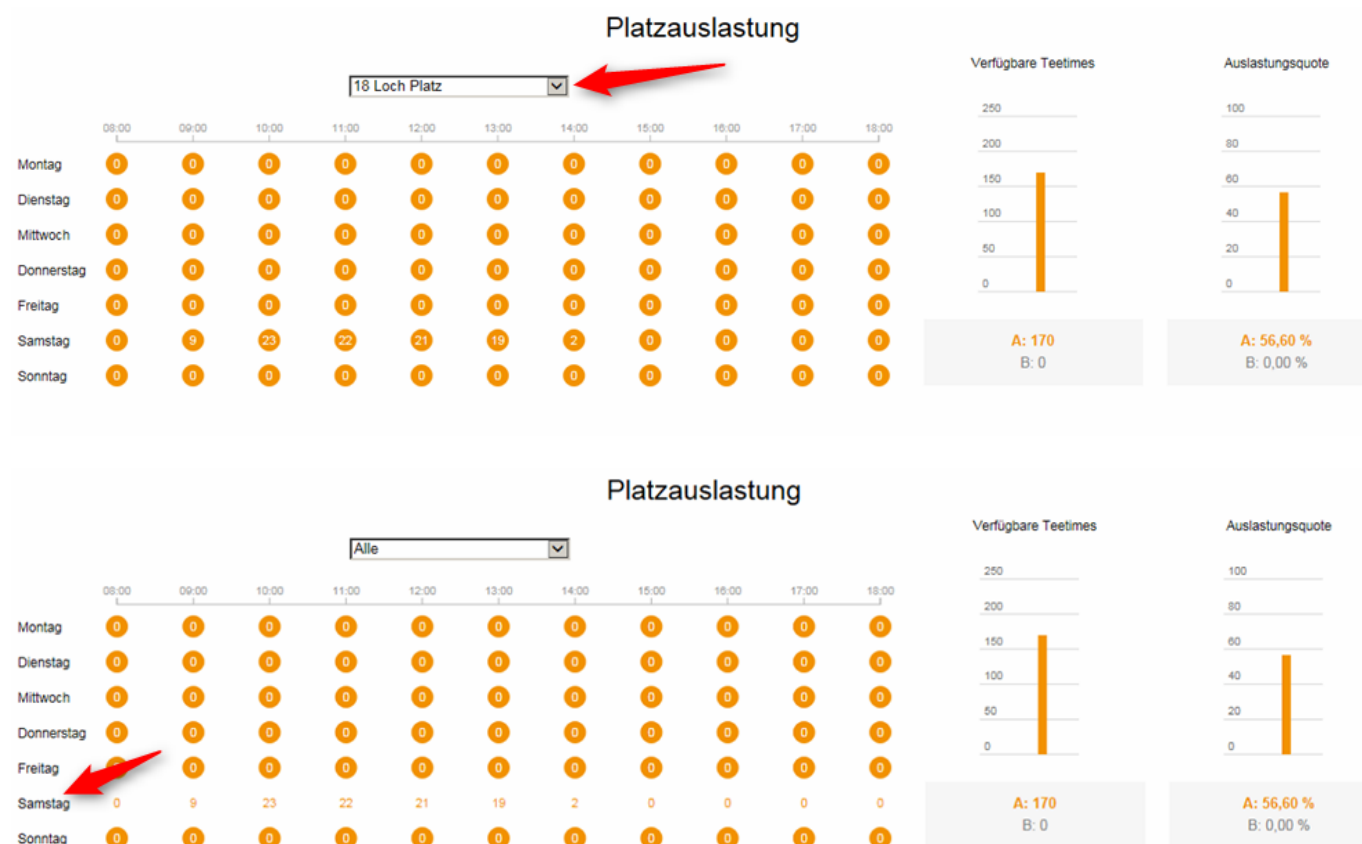 Platzauslastung
18 Loch Platz
08:00 09:00 10:00 11:00 12:00 13:00 14:00 15:00 16:00 17:00 18:00
Montag 0 0 0 0 0 0 0 0 0 0 0
Dienstag 0 0 0 0 0 0 0 0 0 0 0
Mittwoch 0 0 0 0 0 0 0 0 0 0 0
Donnerstag 0 0 0 0 0 0 0 0 0 0 0
Freitag 0 0 0 0 0 0 0 0 0 0 0
Samstag 0 9 23 22 21 19 2 0 0 0 0
Sonntag 0 0 0 0 0 0 0 0 0 0 0
Verfügbare Teetimes
250
200
150
100
50
0
A: 170
B: 0
Auslastungsquote
100
80
60
40
20
0
A: 56,60 %
B: 0,00 %
Platzauslastung
Alle
08:00 09:00 10:00 11:00 12:00 13:00 14:00 15:00 16:00 17:00 18:00
Montag 0 0 0 0 0 0 0 0 0 0 0
Dienstag 0 0 0 0 0 0 0 0 0 0 0
Mittwoch 0 0 0 0 0 0 0 0 0 0 0
Donnerstag 0 0 0 0 0 0 0 0 0 0 0
Freitag 0 0 0 0 0 0 0 0 0 0 0
Samstag 0 9 23 22 21 19 2 0 0 0 0
Sonntag 0 0 0 0 0 0 0 0 0 0 0
Verfügbare Teetimes
250
200
150
100
50
0
A: 170
B: 0
Auslastungsquote
100
80
60
40
20
0
A: 56,60 %
B: 0,00 %